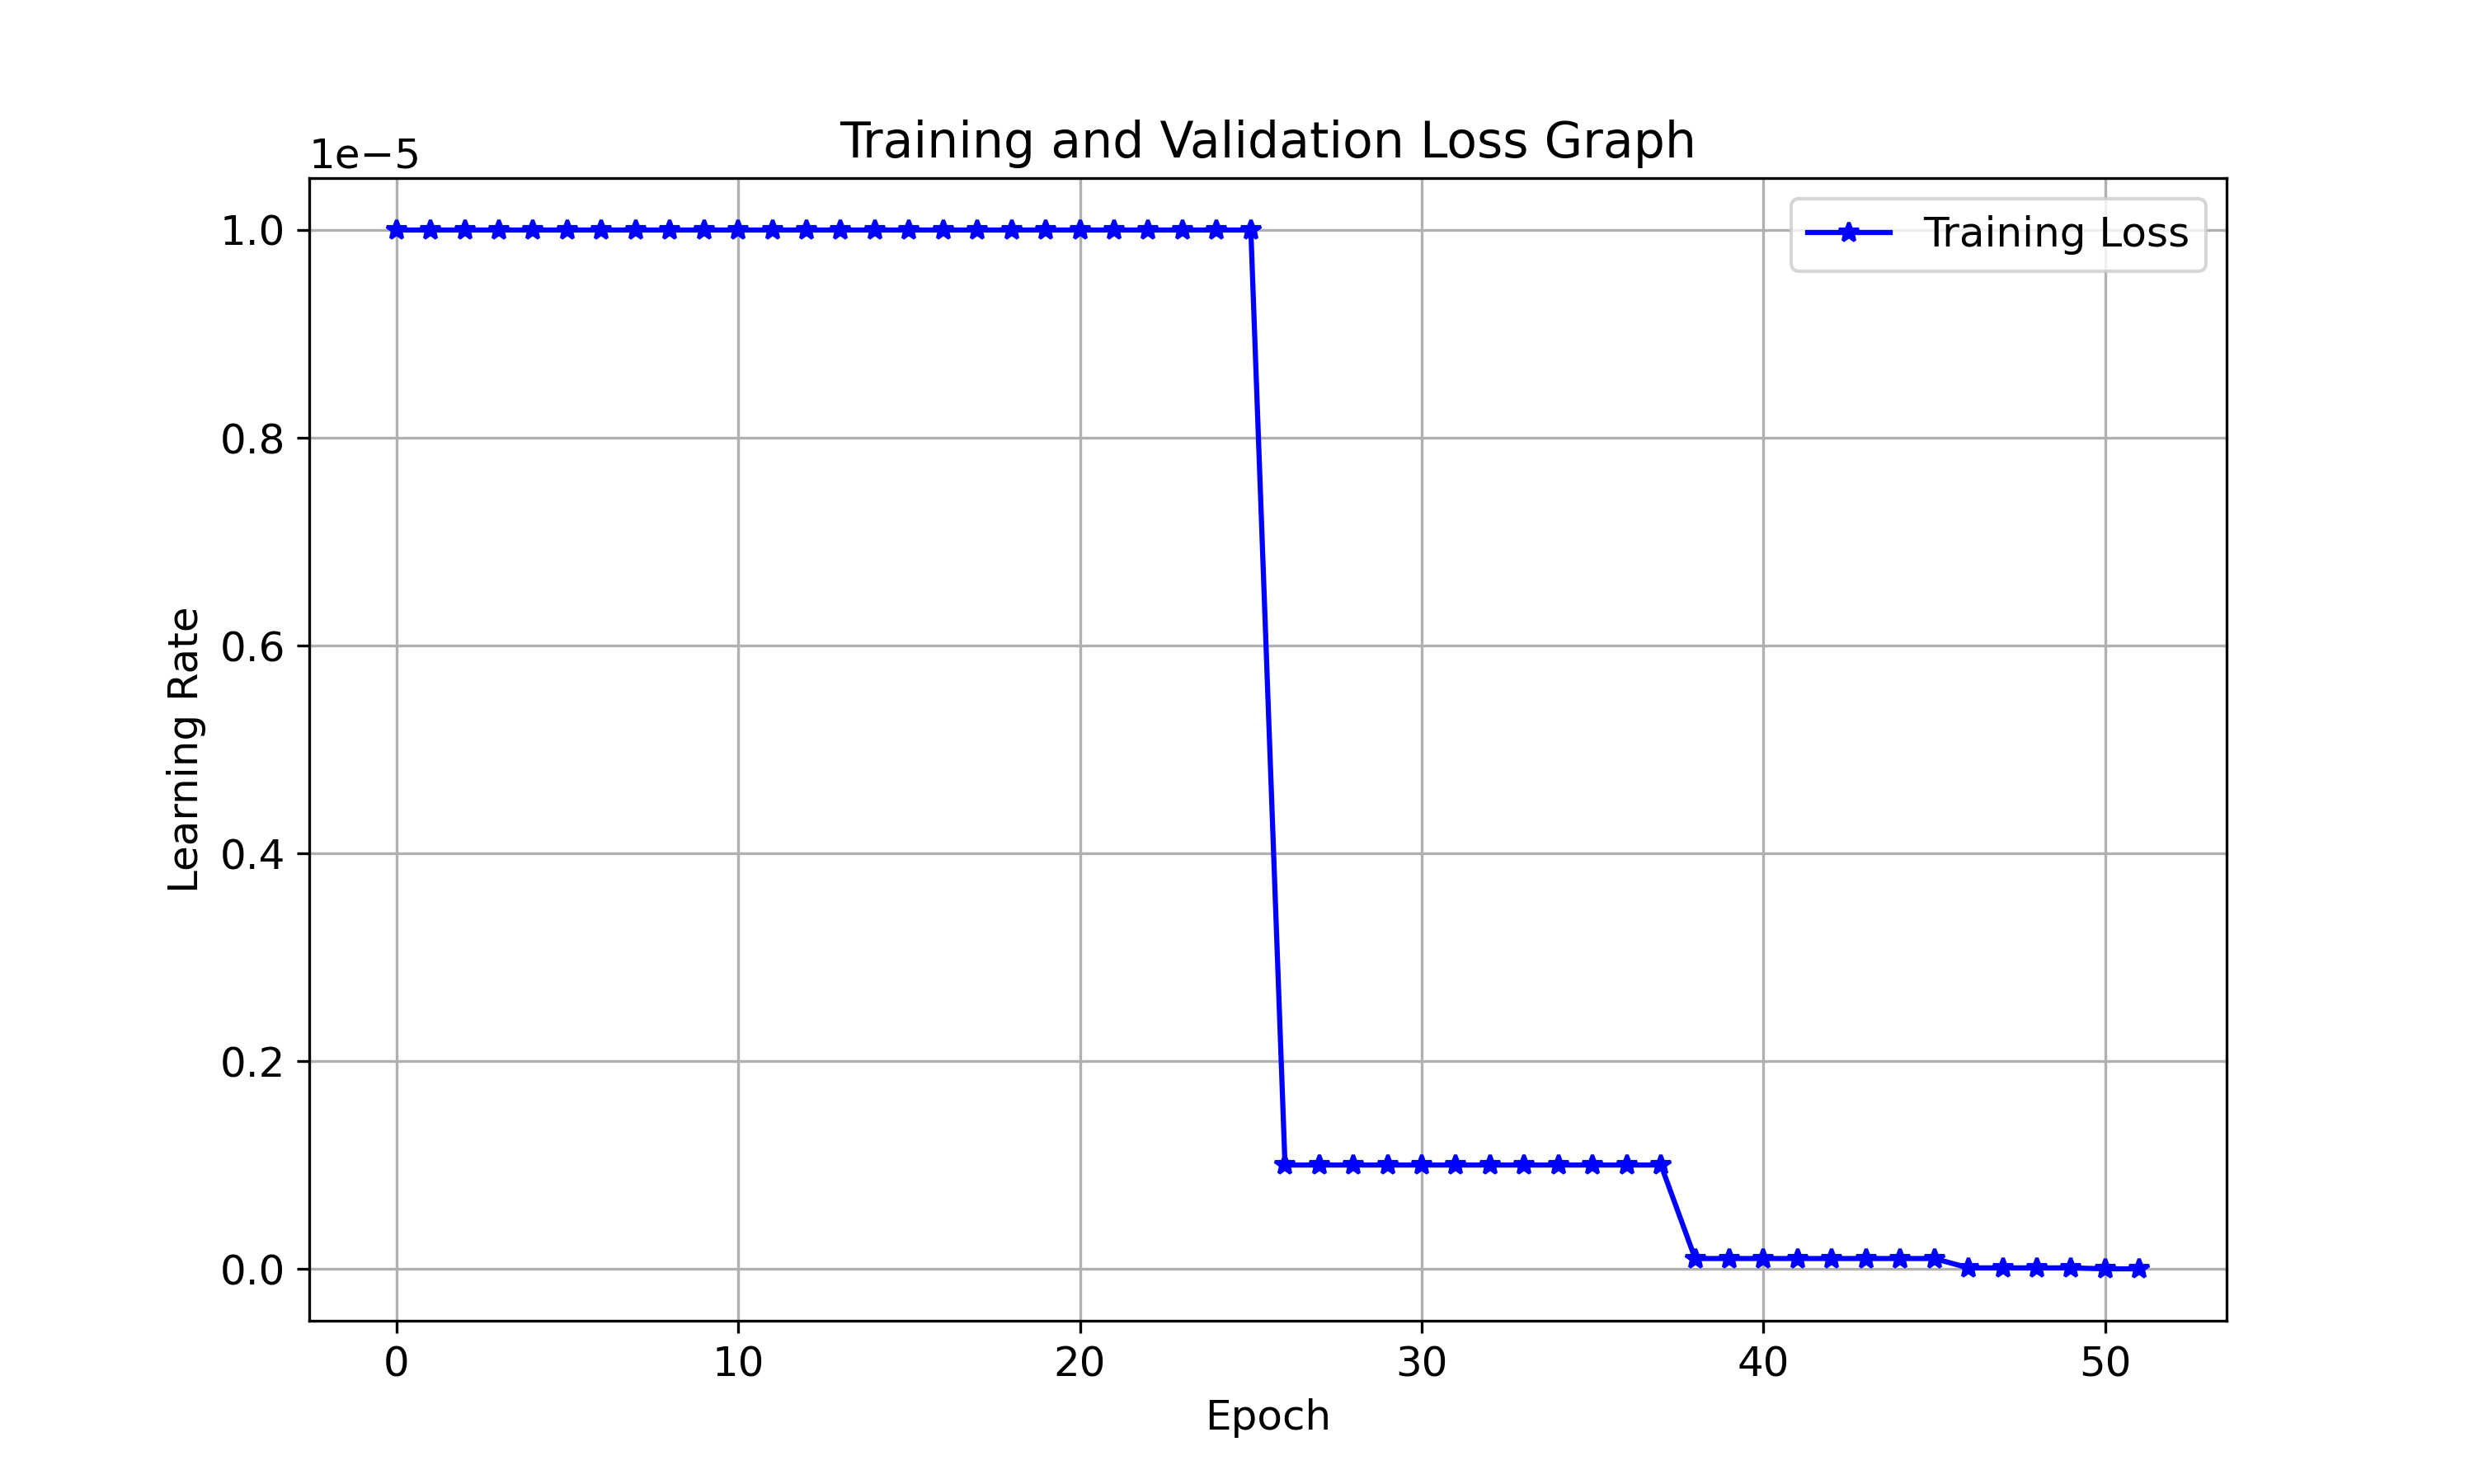 Training and Validation Loss Graph
1e−5
Training Loss
1.0
0.8
0.6
0.4
0.2
0.0
Learning Rate
0 10 20 30 40 50
Epoch